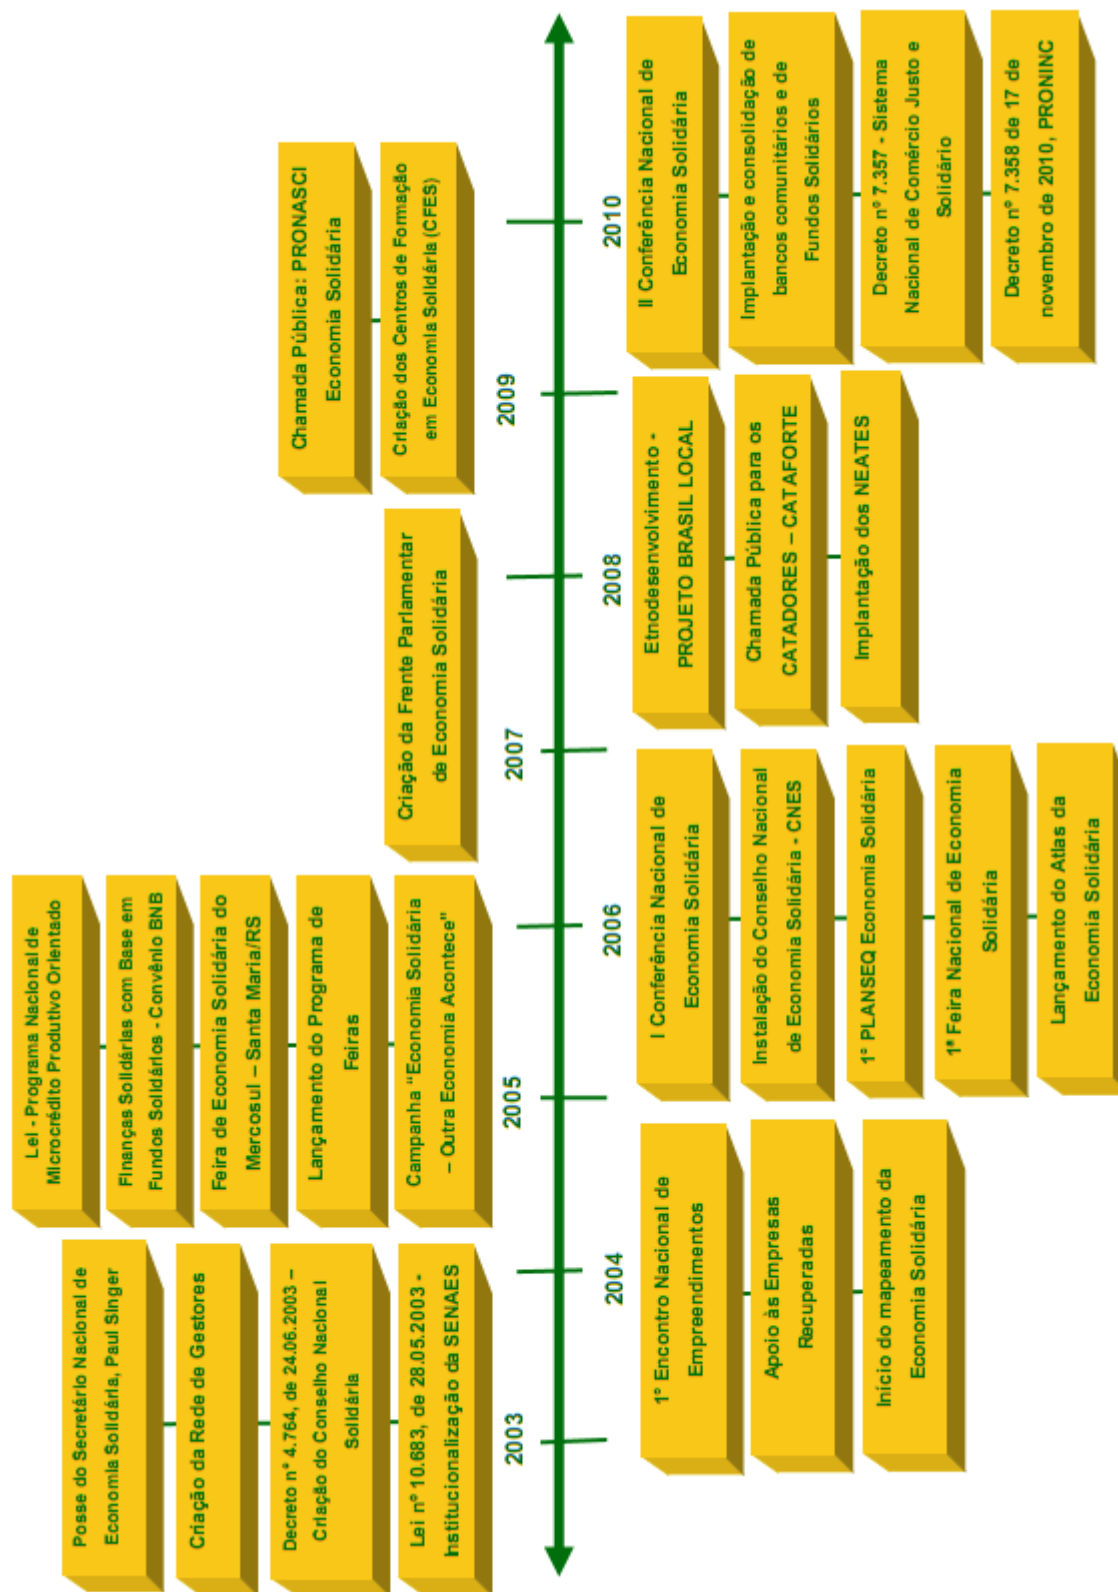 Posse do Secretário Nacional de
Economia Solidária, Paul Singer
Criação da Rede de Gestores
Decreto nº 4.764, de 24.06.2003 –
Criação do Conselho Nacional
Solidária
Lei nº 10.683, de 28.05.2003 -
Institucionalização da SENAES
2003
1º Encontro Nacional de
Empreendimentos
Apoio às Empresas
Recuperadas
Início do mapeamento da
Economia Solidária
2004
Lei - Programa Nacional de
Microcrédito Produtivo Orientado
Finanças Solidárias com Base em
Fundos Solidários - Convênio BNB
Feira de Economia Solidária do
Mercosul – Santa Maria/RS
Lançamento do Programa de
Feiras
Campanha “Economia Solidária
– Outra Economia Acontece”
2005
I Conferência Nacional de
Economia Solidária
Instalação do Conselho Nacional
de Economia Solidária - CNES
1º PLANSEQ Economia Solidária
1ª Feira Nacional de Economia
Solidária
Lançamento do Atlas da
Economia Solidária
2006
Criação da Frente Parlamentar
de Economia Solidária
2007
Etnodesenvolvimento -
PROJETO BRASIL LOCAL
Chamada Pública para os
CATADORES – CATAFORTE
Implantação dos NEATES
2008
Chamada Pública: PRONASCI
Economia Solidária
Criação dos Centros de Formação
em Economia Solidária (CFES)
2009
II Conferência Nacional de
Economia Solidária
Implantação e consolidação de
bancos comunitários e de
Fundos Solidários
Decreto nº 7.357 - Sistema
Nacional de Comércio Justo e
Solidário
Decreto nº 7.358 de 17 de
novembro de 2010, PRONINC
2010